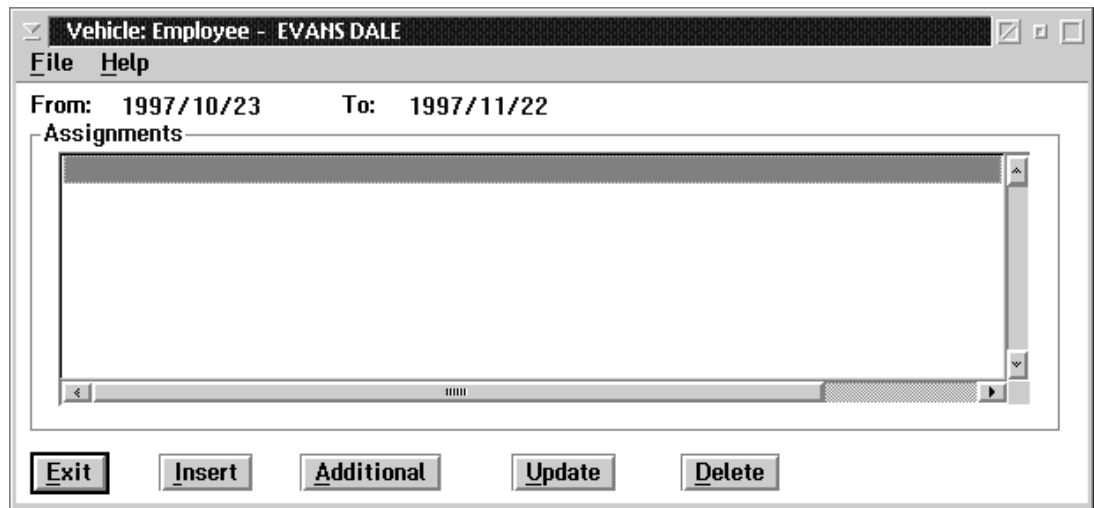 Vehicle: Employee - EVANS DALE
File Help
From: 1997/10/23 To: 1997/11/22
Assignments
Exit Insert Additional Update Delete